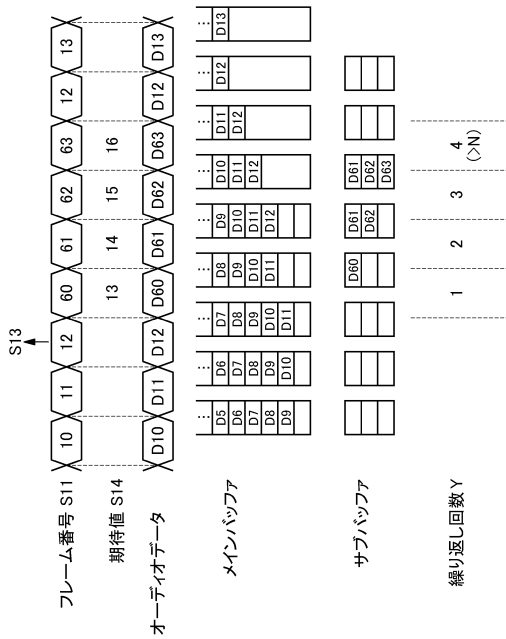 S13
フレーム番号 S11 10 11 12 60 61 62 63 12 13
期待値 S14 13 14 15 16
オーディオデータ D10 D11 D12 D60 D61 D62 D63 D12 D13
メインバッファ
D5 D6 D7 D8 D9 D10 D11 D12 D13
D6 D7 D8 D9 D10 D11 D12
D7 D8 D9 D10 D11 D12
D8 D9 D10 D11 D12
D9 D10 D11
サブバッファ
D60 D61 D61
D62 D62
D63
繰り返し回数 Y 1 2 3 4
(>N)